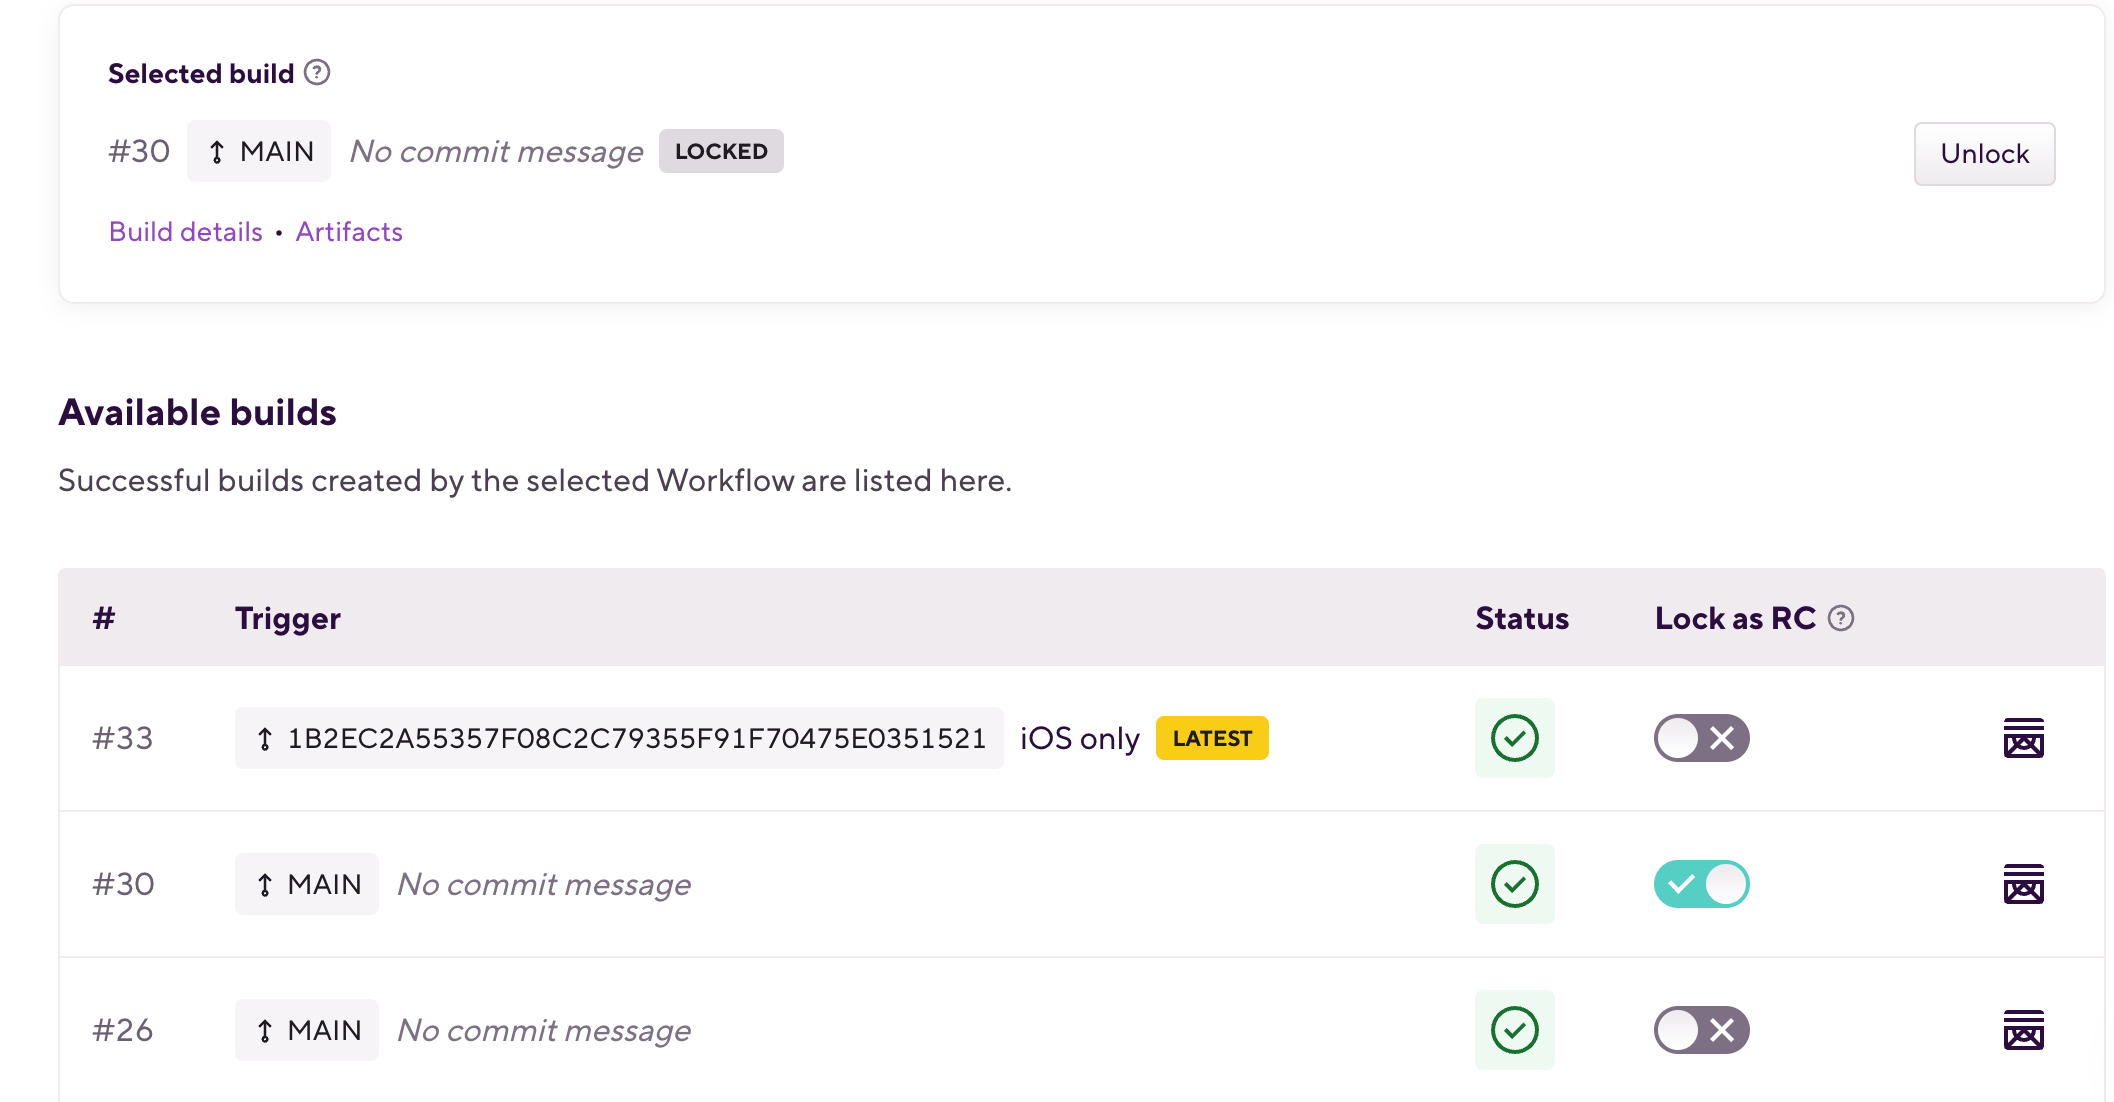 Selected build ?
#30 MAIN No commit message LOCKED
Unlock
Build details • Artifacts
Available builds
Successful builds created by the selected Workflow are listed here.
# Trigger Status Lock as RC ?
#33 1B2EC2A55357F08C2C79355F91F70475E0351521 iOS only LATEST
#30 MAIN No commit message
#26 MAIN No commit message